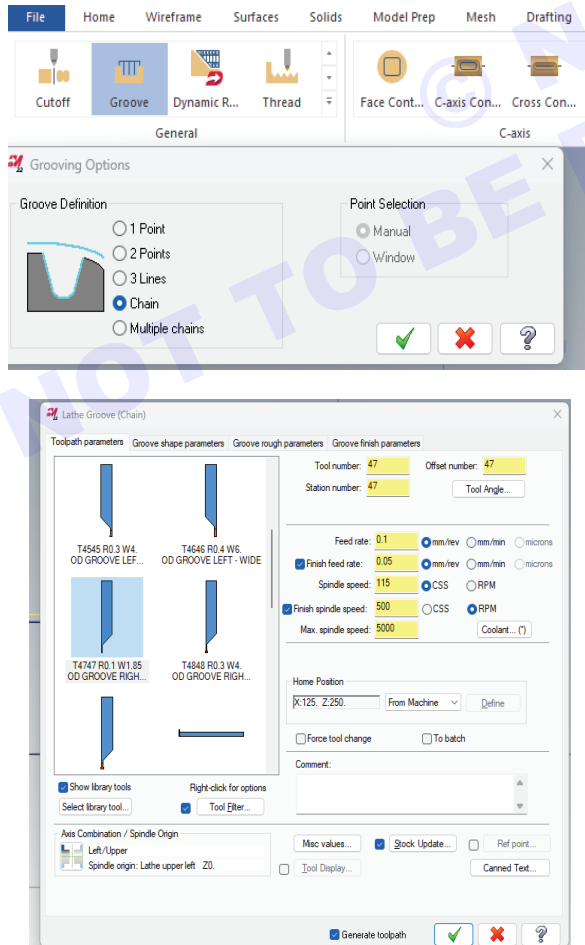 File Home Wireframe Surfaces Solids Model Prep Mesh Drafting
Cutoff Groove Dynamic R... Thread Face Cont... C-axis Con... Cross Con...
General C-axis
Grooving Options
Groove Definition Point Selection
1 Point Manual
2 Points Window
3 Lines
Chain
Multiple chains
© N
NOT TO BE
Lathe Groove (Chain)
Toolpath parameters Groove shape parameters Groove rough parameters Groove finish parameters
Tool number: 47 Offset number: 47
Station number: 47 Tool Angle...
T4545 R0.3 W4. T4646 R0.4 W6.
OD GROOVE LEF... OD GROOVE LEFT - WIDE
Feed rate: 0.1 mm/rev mm/min microns
Finish feed rate: 0.05 mm/rev mm/min microns
Spindle speed: 115 CSS RPM
Finish spindle speed: 500 CSS RPM
Max. spindle speed: 5000 Coolant... (*)
T4747 R0.1 W1.85 T4848 R0.3 W4.
OD GROOVE RIGH... OD GROOVE RIGH...
Home Position
X:125. Z:250. From Machine Define
Force tool change To batch
Comment:
Show library tools Right-click for options
Select library tool... Tool Filter...
Axis Combination / Spindle Origin
Left/Upper
Spindle origin: Lathe upper left Z0.
Misc values... Stock Update... Ref point...
Tool Display... Canned Text...
Generate toolpath